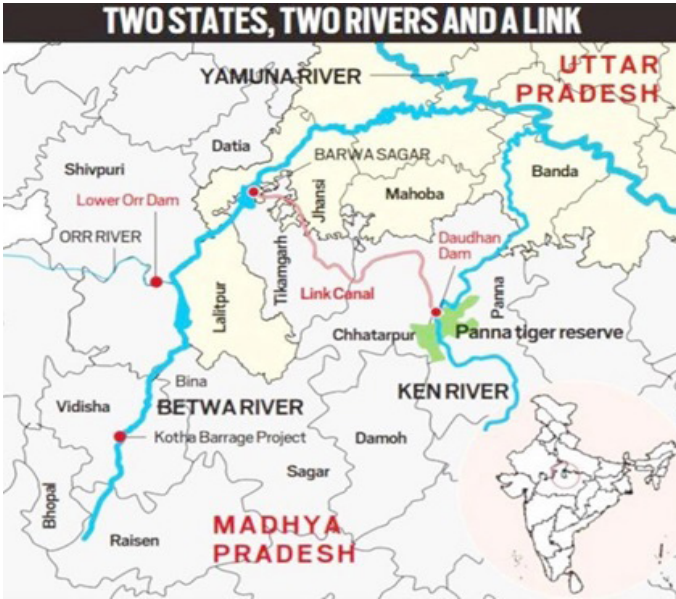 TWO STATES, TWO RIVERS AND A LINK
YAMUNA RIVER
UTTAR
PRADESH
Datia
BARWA SAGAR
Shivpuri
Banda
Lower Orr Dam
Jhansi
Mahoba
ORR RIVER
Daudhan
Dam
Tikamgarh
Link Canal
Panna
Lalitpur
Chhatarpur
Panna tiger reserve
Bina
KEN RIVER
Vidisha
BETWA RIVER
Kotha Barrage Project
Damoh
Sagar
Bhopal
MADHYA
PRADESH
Raisen